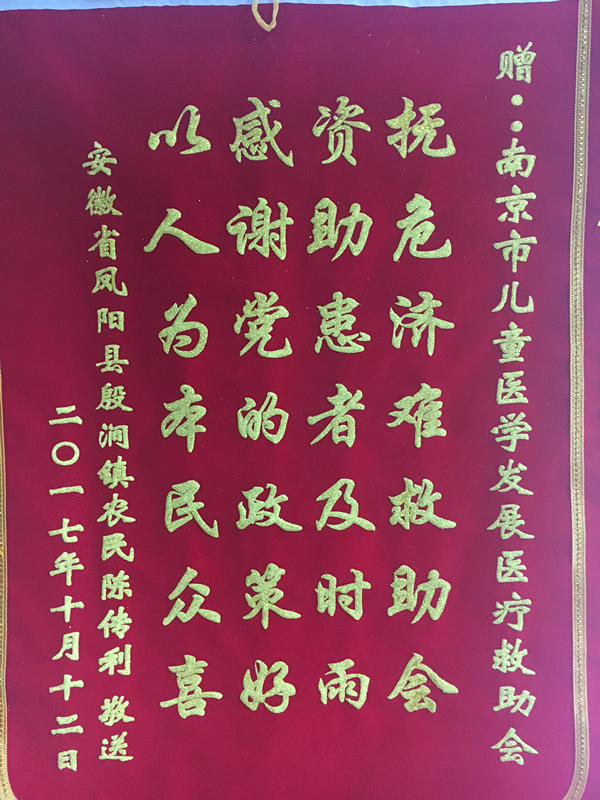 赠:南京市儿童医学发展医疗救助会
抚危济难救助会
资助患者及时雨
感谢党的政策好
以人为本民众喜
安徽省凤阳县殷涧镇农民陈传利 敬送
二〇一七年十月十二日